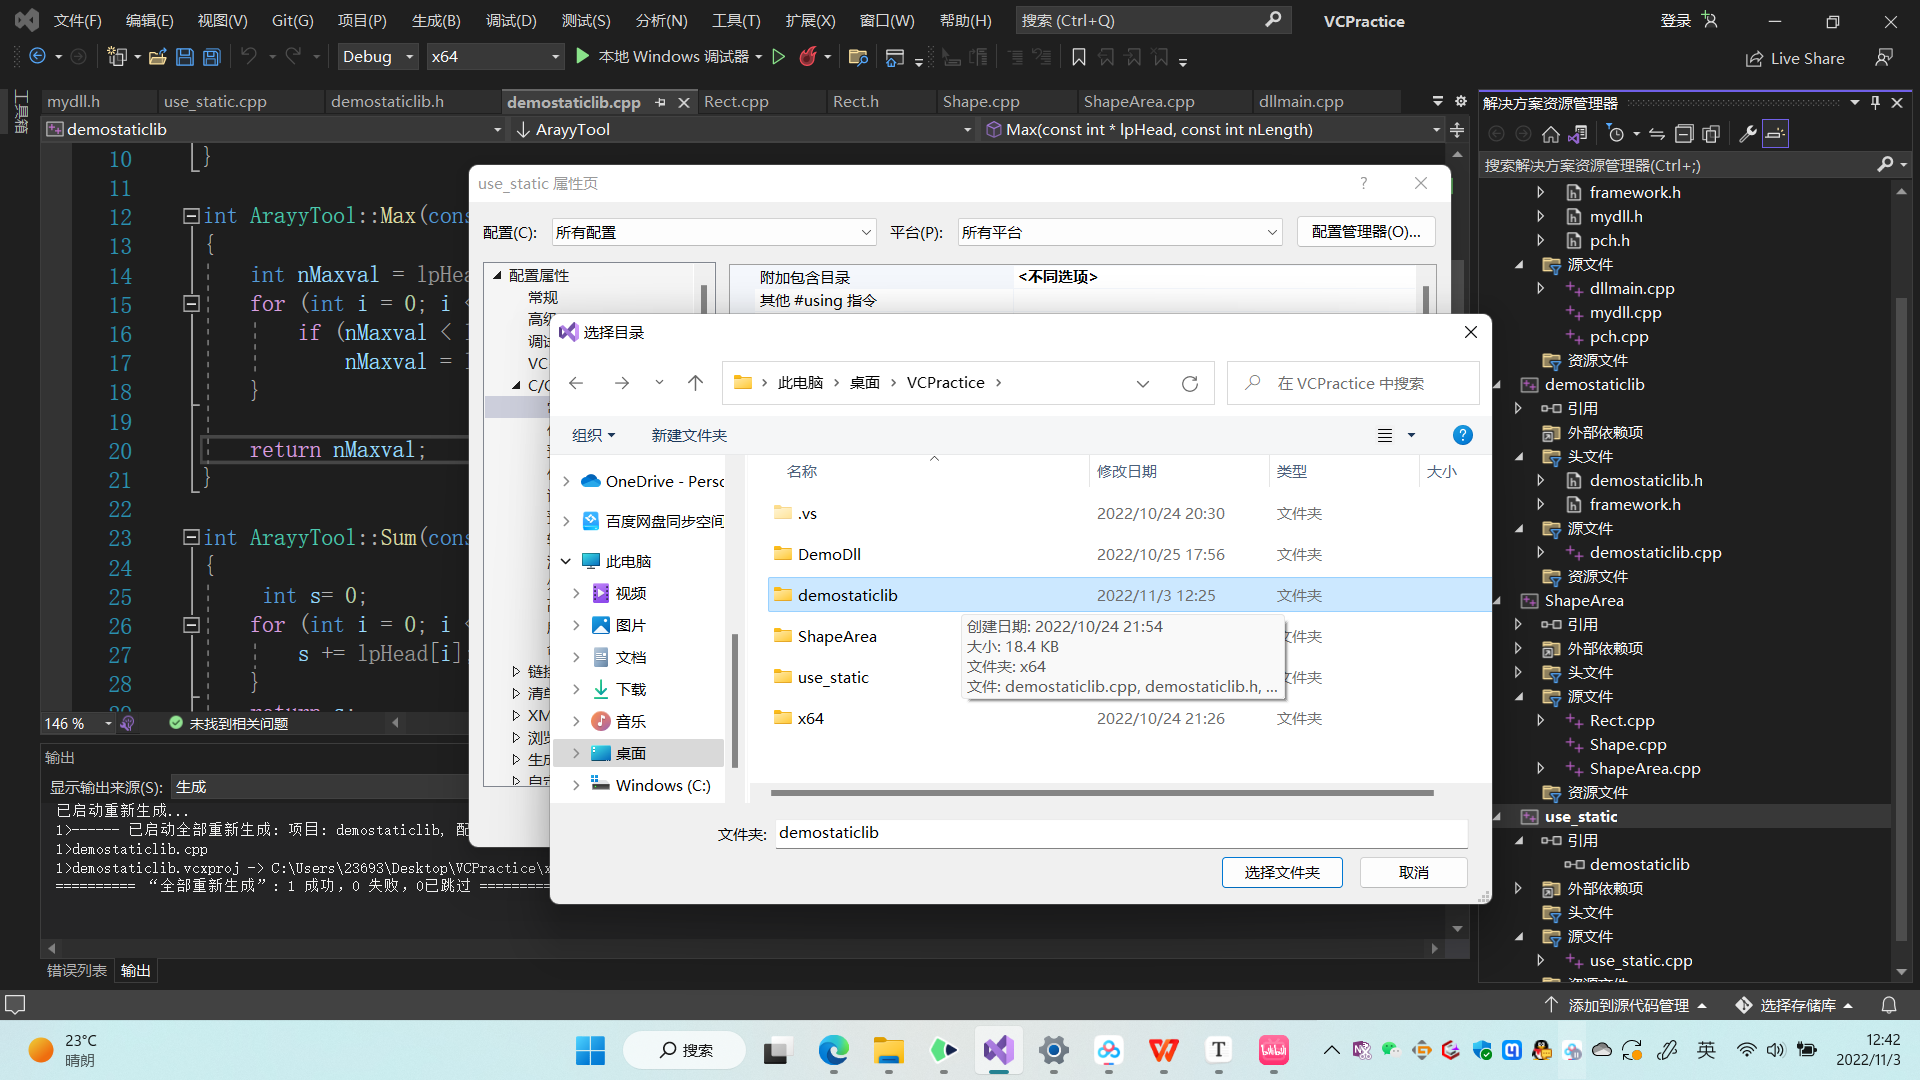 文件(F) 编辑(E) 视图(V) Git(G) 项目(P) 生成(B) 调试(D) 测试(S) 分析(N) 工具(T) 扩展(X) 窗口(W) 帮助(H) 搜索 (Ctrl+Q) VCPractice 登录
Debug x64 本地 Windows 调试器 Live Share
工具箱
mydll.h use_static.cpp demostaticlib.h demostaticlib.cpp Rect.cpp Rect.h Shape.cpp ShapeArea.cpp dllmain.cpp
demostaticlib ArayyTool Max(const int * lpHead, const int nLength)
10 }
11
12 int ArayyTool::Max(cons
13 {
14 int nMaxval = lpHea
15 for (int i = 0; i <
16 if (nMaxval <
17 nMaxval =
18 }
19
20 return nMaxval;
21 }
22
23 int ArayyTool::Sum(cons
24 {
25 int s= 0;
26 for (int i = 0; i <
27 s += lpHead[i]
28 }
146 % 未找到相关问题
输出
显示输出来源(S): 生成
已启动重新生成...
1>------ 已启动全部重新生成: 项目: demostaticlib, 配
1>demostaticlib.cpp
1>demostaticlib.vcxproj -> C:\Users\23693\Desktop\VCPractice\x
========== “全部重新生成”: 1 成功，0 失败，0已跳过 ==========
错误列表 输出
use_static 属性页 ?
配置(C): 所有配置 平台(P): 所有平台 配置管理器(O)...
配置属性
常规
高级
调试
VC
C/C
链接
清单
XM
浏览
生成
自定
附加包含目录 <不同选项>
其他 #using 指令
选择目录
此电脑 桌面 VCPractice 在 VCPractice 中搜索
组织 新建文件夹
OneDrive - Perso
百度网盘同步空间
此电脑
视频
图片
文档
下载
音乐
桌面
Windows (C:)
名称 修改日期 类型 大小
.vs 2022/10/24 20:30 文件夹
DemoDll 2022/10/25 17:56 文件夹
demostaticlib 2022/11/3 12:25 文件夹
ShapeArea 文件夹
use_static 文件夹
x64 2022/10/24 21:26 文件夹
创建日期: 2022/10/24 21:54
大小: 18.4 KB
文件夹: x64
文件: demostaticlib.cpp, demostaticlib.h, ...
文件夹: demostaticlib
选择文件夹 取消
解决方案资源管理器
搜索解决方案资源管理器(Ctrl+;)
framework.h
mydll.h
pch.h
源文件
dllmain.cpp
mydll.cpp
pch.cpp
资源文件
demostaticlib
引用
外部依赖项
头文件
demostaticlib.h
framework.h
源文件
demostaticlib.cpp
资源文件
ShapeArea
引用
外部依赖项
头文件
源文件
Rect.cpp
Shape.cpp
ShapeArea.cpp
资源文件
use_static
引用
demostaticlib
外部依赖项
头文件
源文件
use_static.cpp
资源文件
添加到源代码管理 选择存储库
23°C
晴朗
搜索
英
12:42
2022/11/3